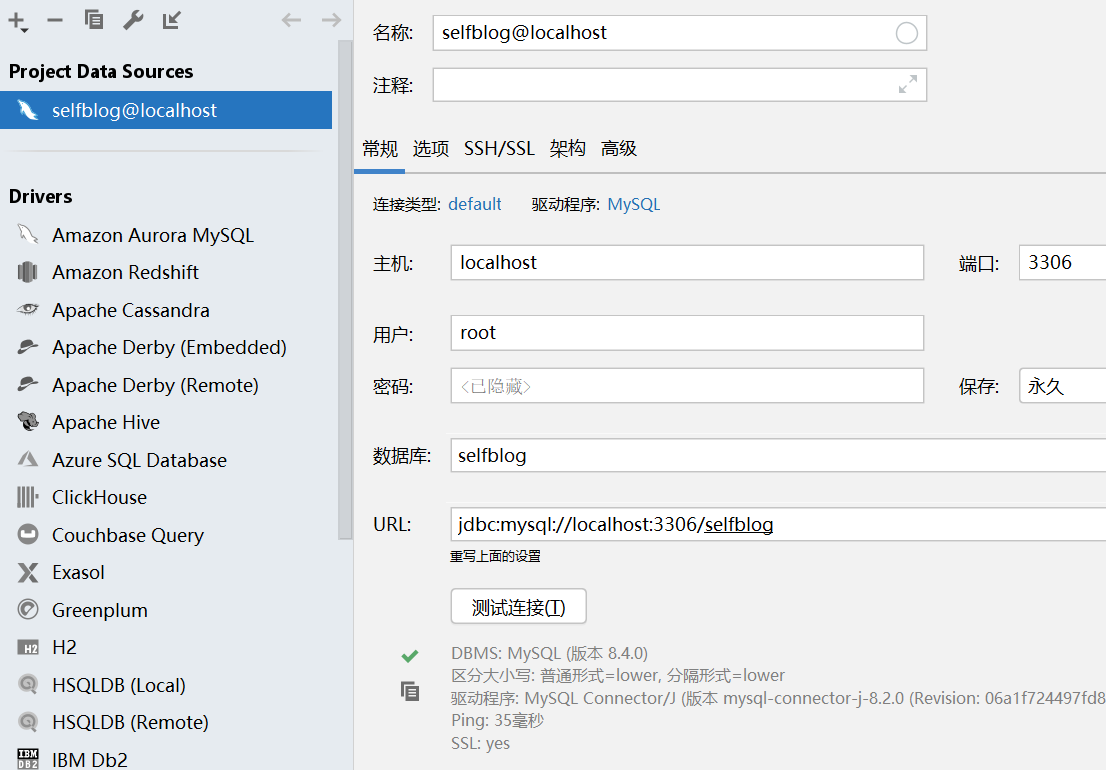 Project Data Sources
selfblog@localhost
Drivers
Amazon Aurora MySQL
Amazon Redshift
Apache Cassandra
Apache Derby (Embedded)
Apache Derby (Remote)
Apache Hive
Azure SQL Database
ClickHouse
Couchbase Query
Exasol
Greenplum
H2
H2
HSQLDB (Local)
HSQLDB (Remote)
IBM DB2
IBM Db2
名称: selfblog@localhost
注释:
常规 选项 SSH/SSL 架构 高级
连接类型: default 驱动程序: MySQL
主机: localhost 端口: 3306
用户: root
密码: <已隐藏> 保存: 永久
数据库: selfblog
URL: jdbc:mysql://localhost:3306/selfblog
重写上面的设置
测试连接(T)
DBMS: MySQL (版本 8.4.0)
区分大小写: 普通形式=lower, 分隔形式=lower
驱动程序: MySQL Connector/J (版本 mysql-connector-j-8.2.0 (Revision: 06a1f724497fd8
Ping: 35毫秒
SSL: yes